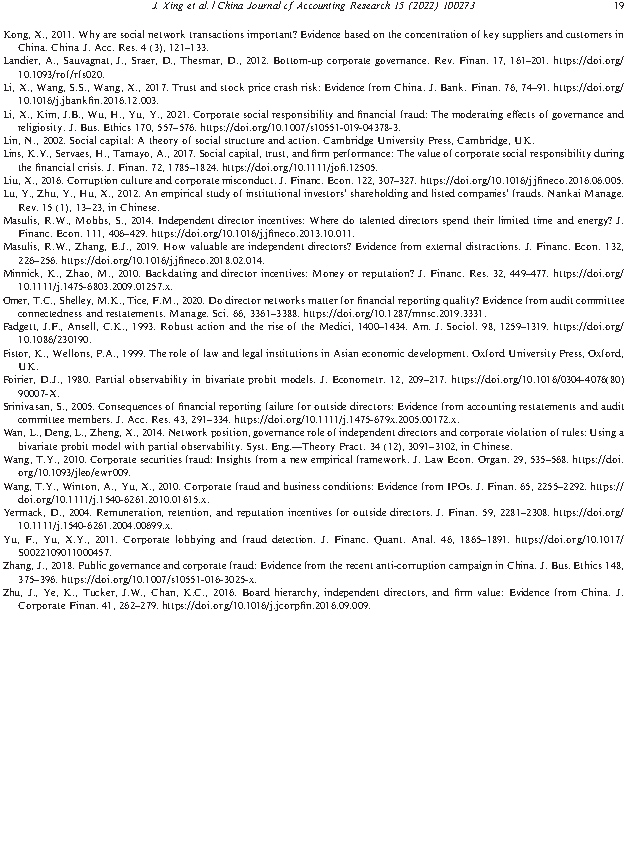 J. Xing et al. / China Journal of Accounting Research 15 (2022) 100273 19
Kong, X., 2011. Why are social network transactions important? Evidence based on the concentration of key suppliers and customers in
China. China J. Acc. Res. 4 (3), 121–133.
Landier, A., Sauvagnat, J., Sraer, D., Thesmar, D., 2012. Bottom-up corporate governance. Rev. Finan. 17, 161–201. https://doi.org/
10.1093/rof/rfs020.
Li, X., Wang, S.S., Wang, X., 2017. Trust and stock price crash risk: Evidence from China. J. Bank. Finan. 76, 74–91. https://doi.org/
10.1016/j.jbankfin.2016.12.003.
Li, X., Kim, J.B., Wu, H., Yu, Y., 2021. Corporate social responsibility and financial fraud: The moderating effects of governance and
religiosity. J. Bus. Ethics 170, 557–576. https://doi.org/10.1007/s10551-019-04378-3.
Lin, N., 2002. Social capital: A theory of social structure and action. Cambridge University Press, Cambridge, UK.
Lins, K.V., Servaes, H., Tamayo, A., 2017. Social capital, trust, and firm performance: The value of corporate social responsibility during
the financial crisis. J. Finan. 72, 1785–1824. https://doi.org/10.1111/jofi.12505.
Liu, X., 2016. Corruption culture and corporate misconduct. J. Financ. Econ. 122, 307–327. https://doi.org/10.1016/j.jfineco.2016.06.005.
Lu, Y., Zhu, Y., Hu, X., 2012. An empirical study of institutional investors' shareholding and listed companies' frauds. Nankai Manage.
Rev. 15 (1), 13–23, in Chinese.
Masulis, R.W., Mobbs, S., 2014. Independent director incentives: Where do talented directors spend their limited time and energy? J.
Financ. Econ. 111, 406–429. https://doi.org/10.1016/j.jfineco.2013.10.011.
Masulis, R.W., Zhang, E.J., 2019. How valuable are independent directors? Evidence from external distractions. J. Financ. Econ. 132,
226–256. https://doi.org/10.1016/j.jfineco.2018.02.014.
Minnick, K., Zhao, M., 2010. Backdating and director incentives: Money or reputation? J. Financ. Res. 32, 449–477. https://doi.org/
10.1111/j.1475-6803.2009.01257.x.
Omer, T.C., Shelley, M.K., Tice, F.M., 2020. Do director networks matter for financial reporting quality? Evidence from audit committee
connectedness and restatements. Manage. Sci. 66, 3361–3388. https://doi.org/10.1287/mnsc.2019.3331.
Padgett, J.F., Ansell, C.K., 1993. Robust action and the rise of the Medici, 1400–1434. Am. J. Sociol. 98, 1259–1319. https://doi.org/
10.1086/230190.
Pistor, K., Wellons, P.A., 1999. The role of law and legal institutions in Asian economic development. Oxford University Press, Oxford,
UK.
Poirier, D.J., 1980. Partial observability in bivariate probit models. J. Econometr. 12, 209–217. https://doi.org/10.1016/0304-4076(80)
90007-X.
Srinivasan, S., 2005. Consequences of financial reporting failure for outside directors: Evidence from accounting restatements and audit
committee members. J. Acc. Res. 43, 291–334. https://doi.org/10.1111/j.1475-679x.2005.00172.x.
Wan, L., Deng, L., Zheng, X., 2014. Network position, governance role of independent directors and corporate violation of rules: Using a
bivariate probit model with partial observability. Syst. Eng.—Theory Pract. 34 (12), 3091–3102, in Chinese.
Wang, T.Y., 2010. Corporate securities fraud: Insights from a new empirical framework. J. Law Econ. Organ. 29, 535–568. https://doi.
org/10.1093/jleo/ewr009.
Wang, T.Y., Winton, A., Yu, X., 2010. Corporate fraud and business conditions: Evidence from IPOs. J. Finan. 65, 2255–2292. https://
doi.org/10.1111/j.1540-6261.2010.01615.x.
Yermack, D., 2004. Remuneration, retention, and reputation incentives for outside directors. J. Finan. 59, 2281–2308. https://doi.org/
10.1111/j.1540-6261.2004.00699.x.
Yu, F., Yu, X.Y., 2011. Corporate lobbying and fraud detection. J. Financ. Quant. Anal. 46, 1865–1891. https://doi.org/10.1017/
S0022109011000457.
Zhang, J., 2018. Public governance and corporate fraud: Evidence from the recent anti-corruption campaign in China. J. Bus. Ethics 148,
375–396. https://doi.org/10.1007/s10551-016-3025-x.
Zhu, J., Ye, K., Tucker, J.W., Chan, K.C., 2016. Board hierarchy, independent directors, and firm value: Evidence from China. J.
Corporate Finan. 41, 262–279. https://doi.org/10.1016/j.jcorpfin.2016.09.009.